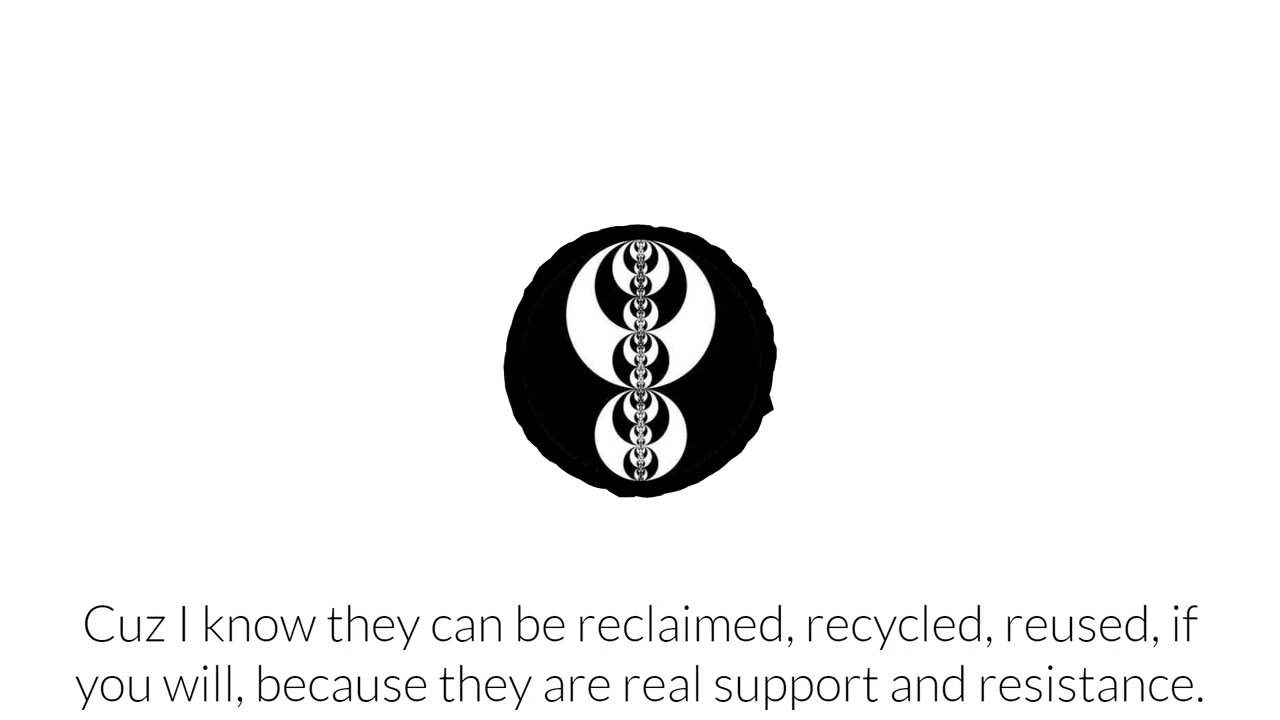 Cuz I know they can be reclaimed, recycled, reused, if
you will, because they are real support and resistance.